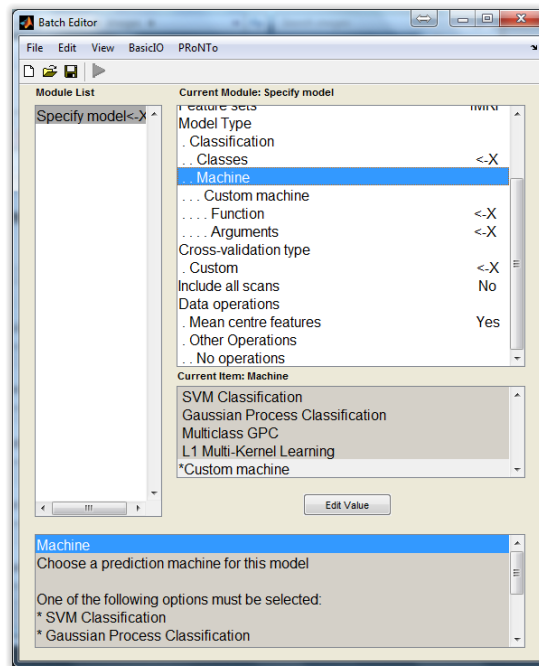 Batch Editor
File Edit View BasicIO PRoNTo
Module List
Current Module: Specify model
Specify model<-X
Feature sets fMRI
Model Type
. Classification
. . Classes <-X
. . Machine
. . . Custom machine
. . . . Function <-X
. . . . Arguments <-X
Cross-validation type
. Custom <-X
Include all scans No
Data operations
. Mean centre features Yes
. Other Operations
. . No operations
Current Item: Machine
SVM Classification
Gaussian Process Classification
Multiclass GPC
L1 Multi-Kernel Learning
*Custom machine
Edit Value
Machine
Choose a prediction machine for this model
One of the following options must be selected:
* SVM Classification
* Gaussian Process Classification